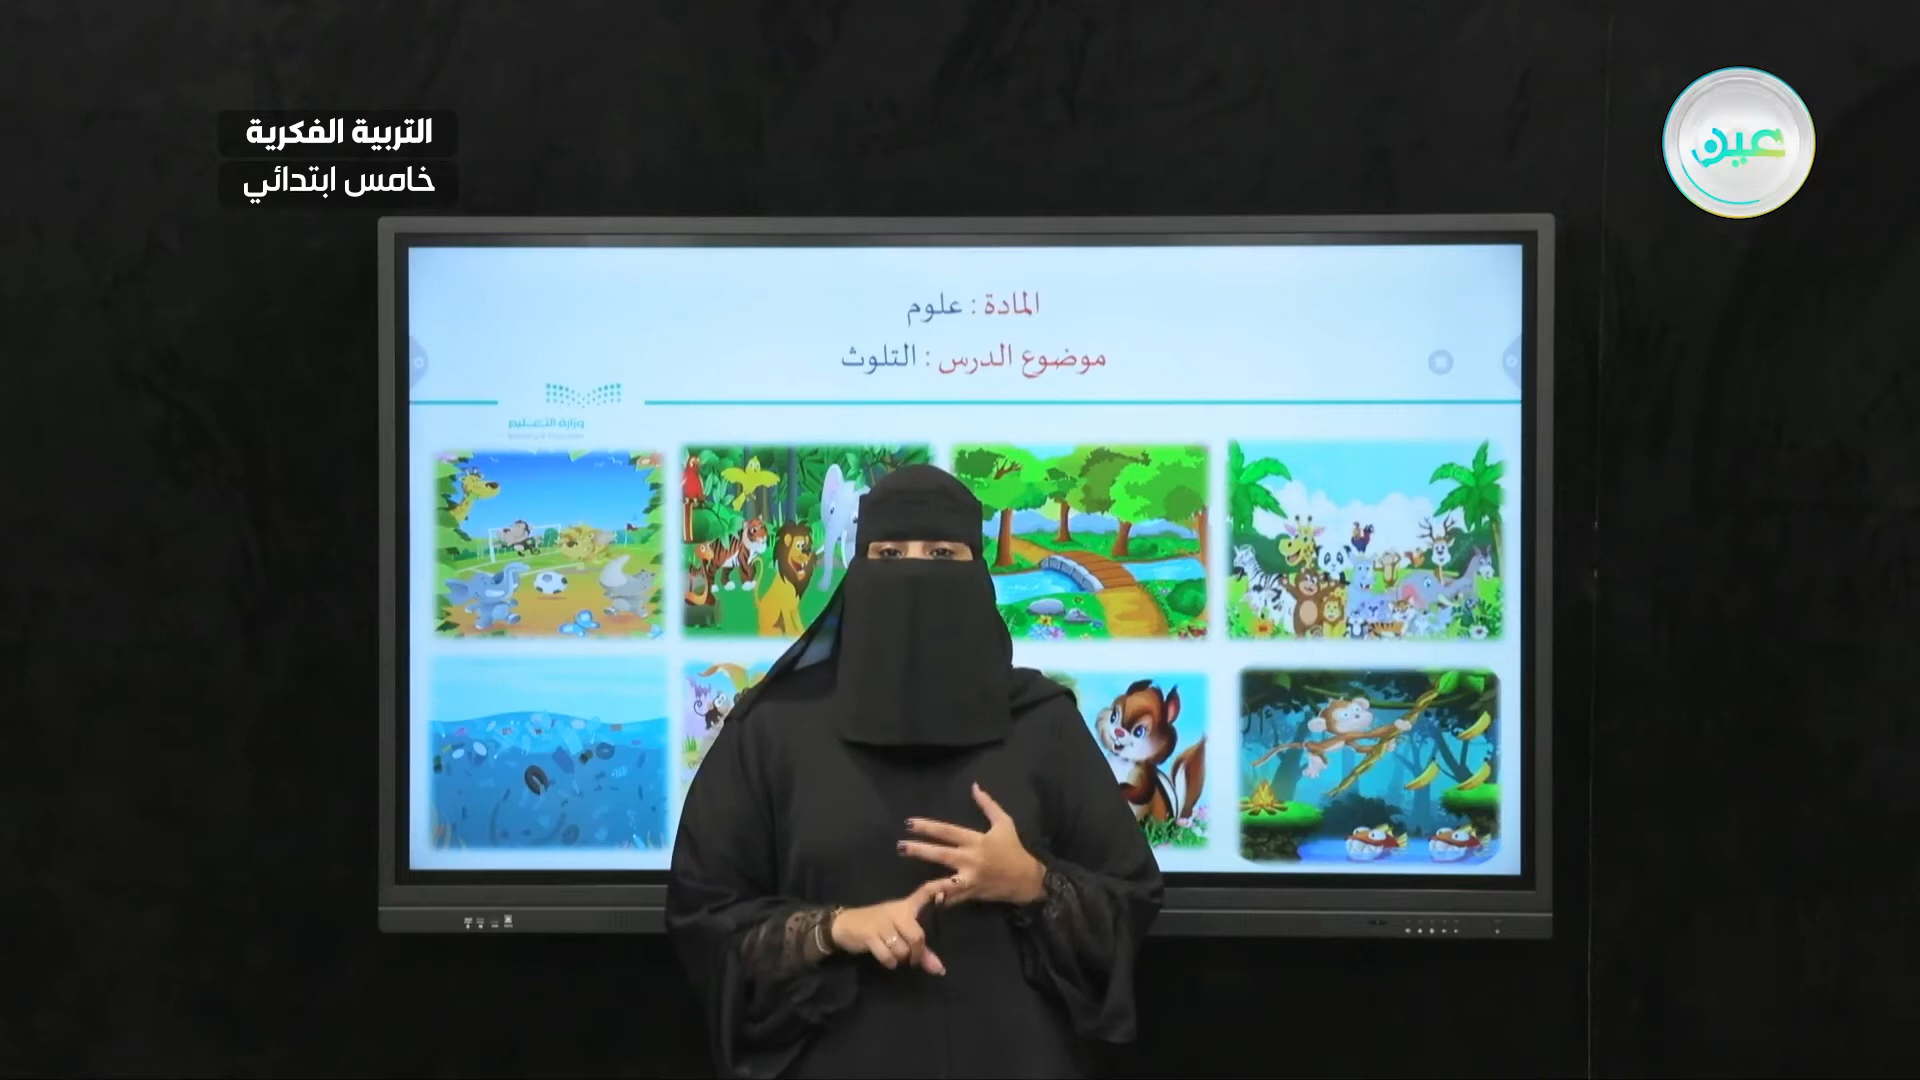 التربية الفكرية
خامس ابتدائي
عين
المادة : علوم
موضوع الدرس : التلوث
وزارة التعليم